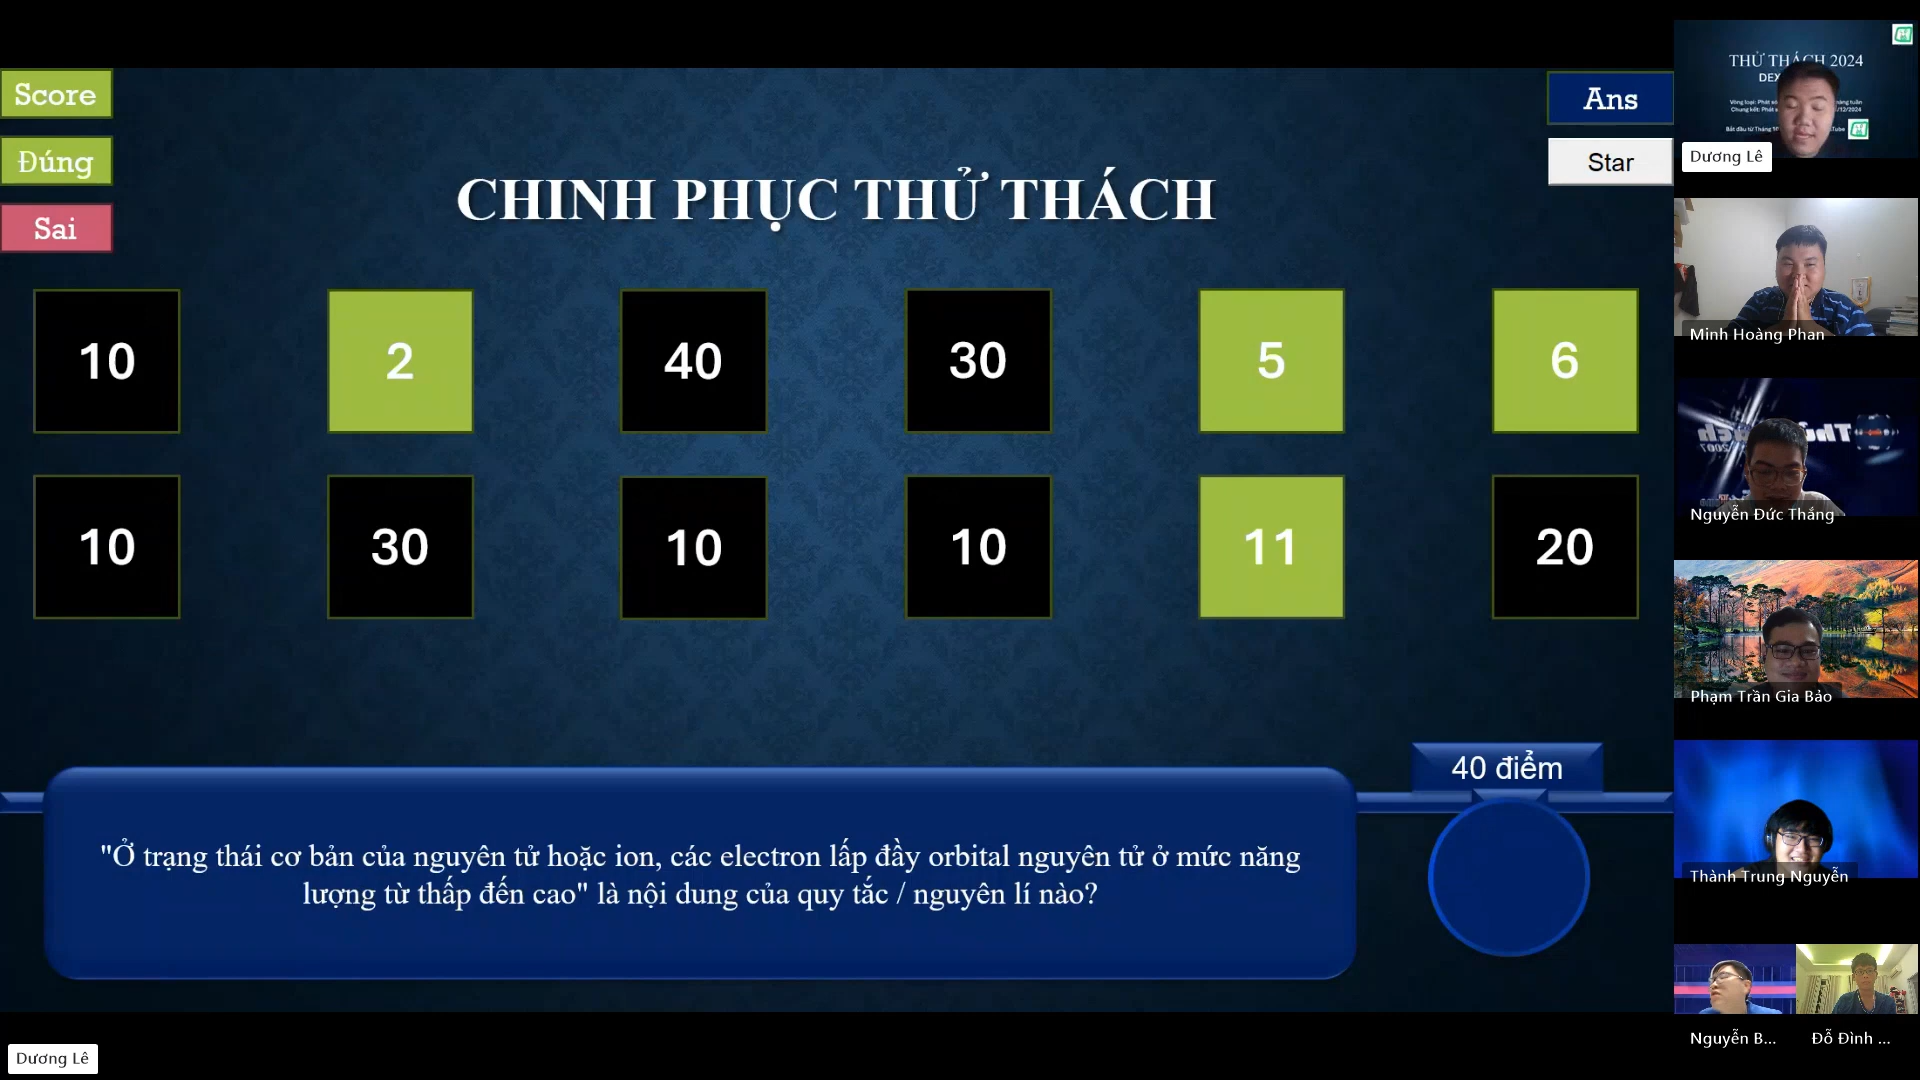 Score
Đúng
Sai
Ans
Star
CHINH PHỤC THỬ THÁCH
10
2
40
30
5
6
10
30
10
10
11
20
40 điểm
"Ở trạng thái cơ bản của nguyên tử hoặc ion, các electron lấp đầy orbital nguyên tử ở mức năng
lượng từ thấp đến cao" là nội dung của quy tắc / nguyên lí nào?
Dương Lê
THỬ THÁCH 2024
Dương Lê
Minh Hoàng Phan
Nguyễn Đức Thắng
Phạm Trần Gia Bảo
Thành Trung Nguyễn
Nguyễn B...
Đỗ Đình ...